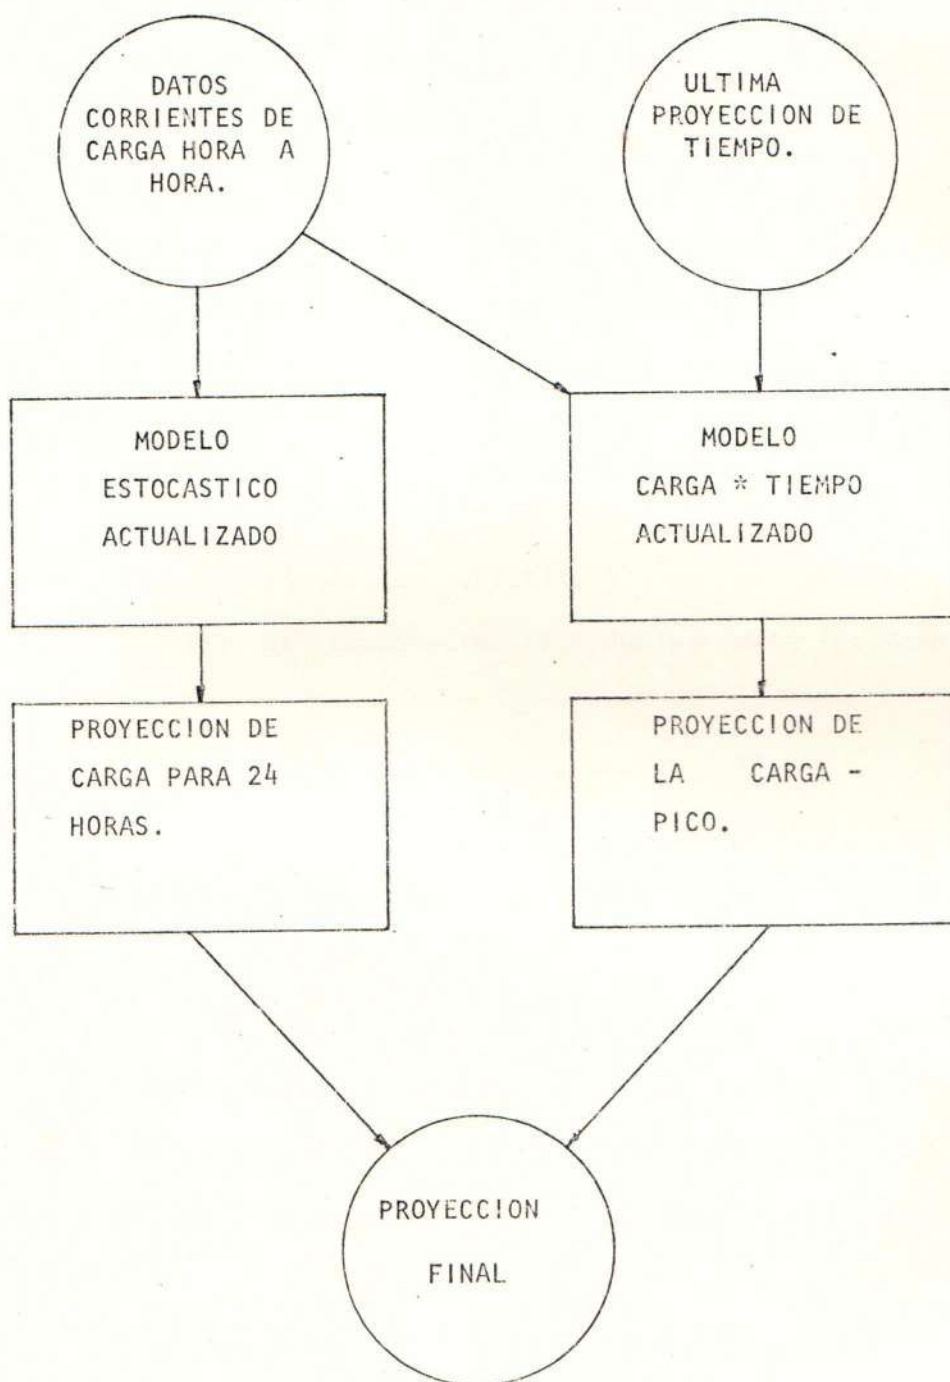 DATOS
CORRIENTES DE
CARGA HORA A
HORA.
ULTIMA
PROYECCION DE
TIEMPO.
MODELO
ESTOCASTICO
ACTUALIZADO
MODELO
CARGA * TIEMPO
ACTUALIZADO
PROYECCION DE
CARGA PARA 24
HORAS.
PROYECCION DE
LA CARGA -
PICO.
PROYECCION
FINAL